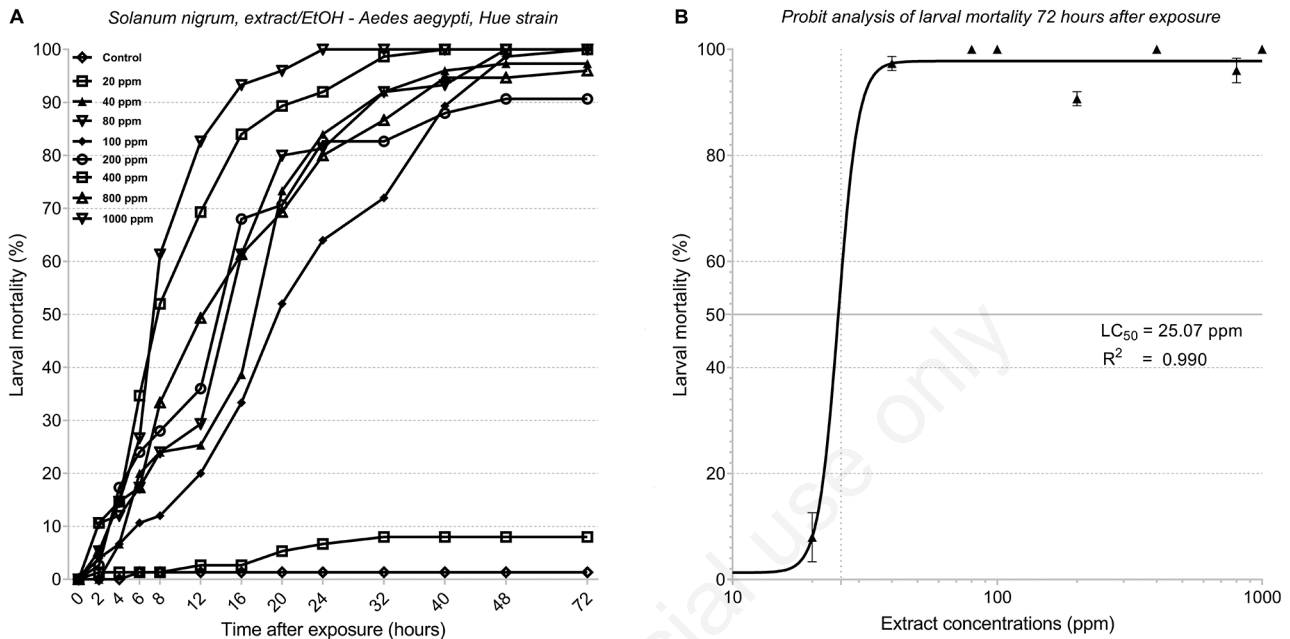 A
Solanum nigrum, extract/EtOH - Aedes aegypti, Hue strain
Larval mortality (%)
100
90
80
70
60
50
40
30
20
10
0
Control
20 ppm
40 ppm
80 ppm
100 ppm
200 ppm
400 ppm
800 ppm
1000 ppm
0 2 4 6 8 12 16 20 24 32 40 48 72
Time after exposure (hours)
B
Probit analysis of larval mortality 72 hours after exposure
Larval mortality (%)
100
80
60
50
40
20
0
LC50 = 25.07 ppm
R2 = 0.990
10 100 1000
Extract concentrations (ppm)
cial use only